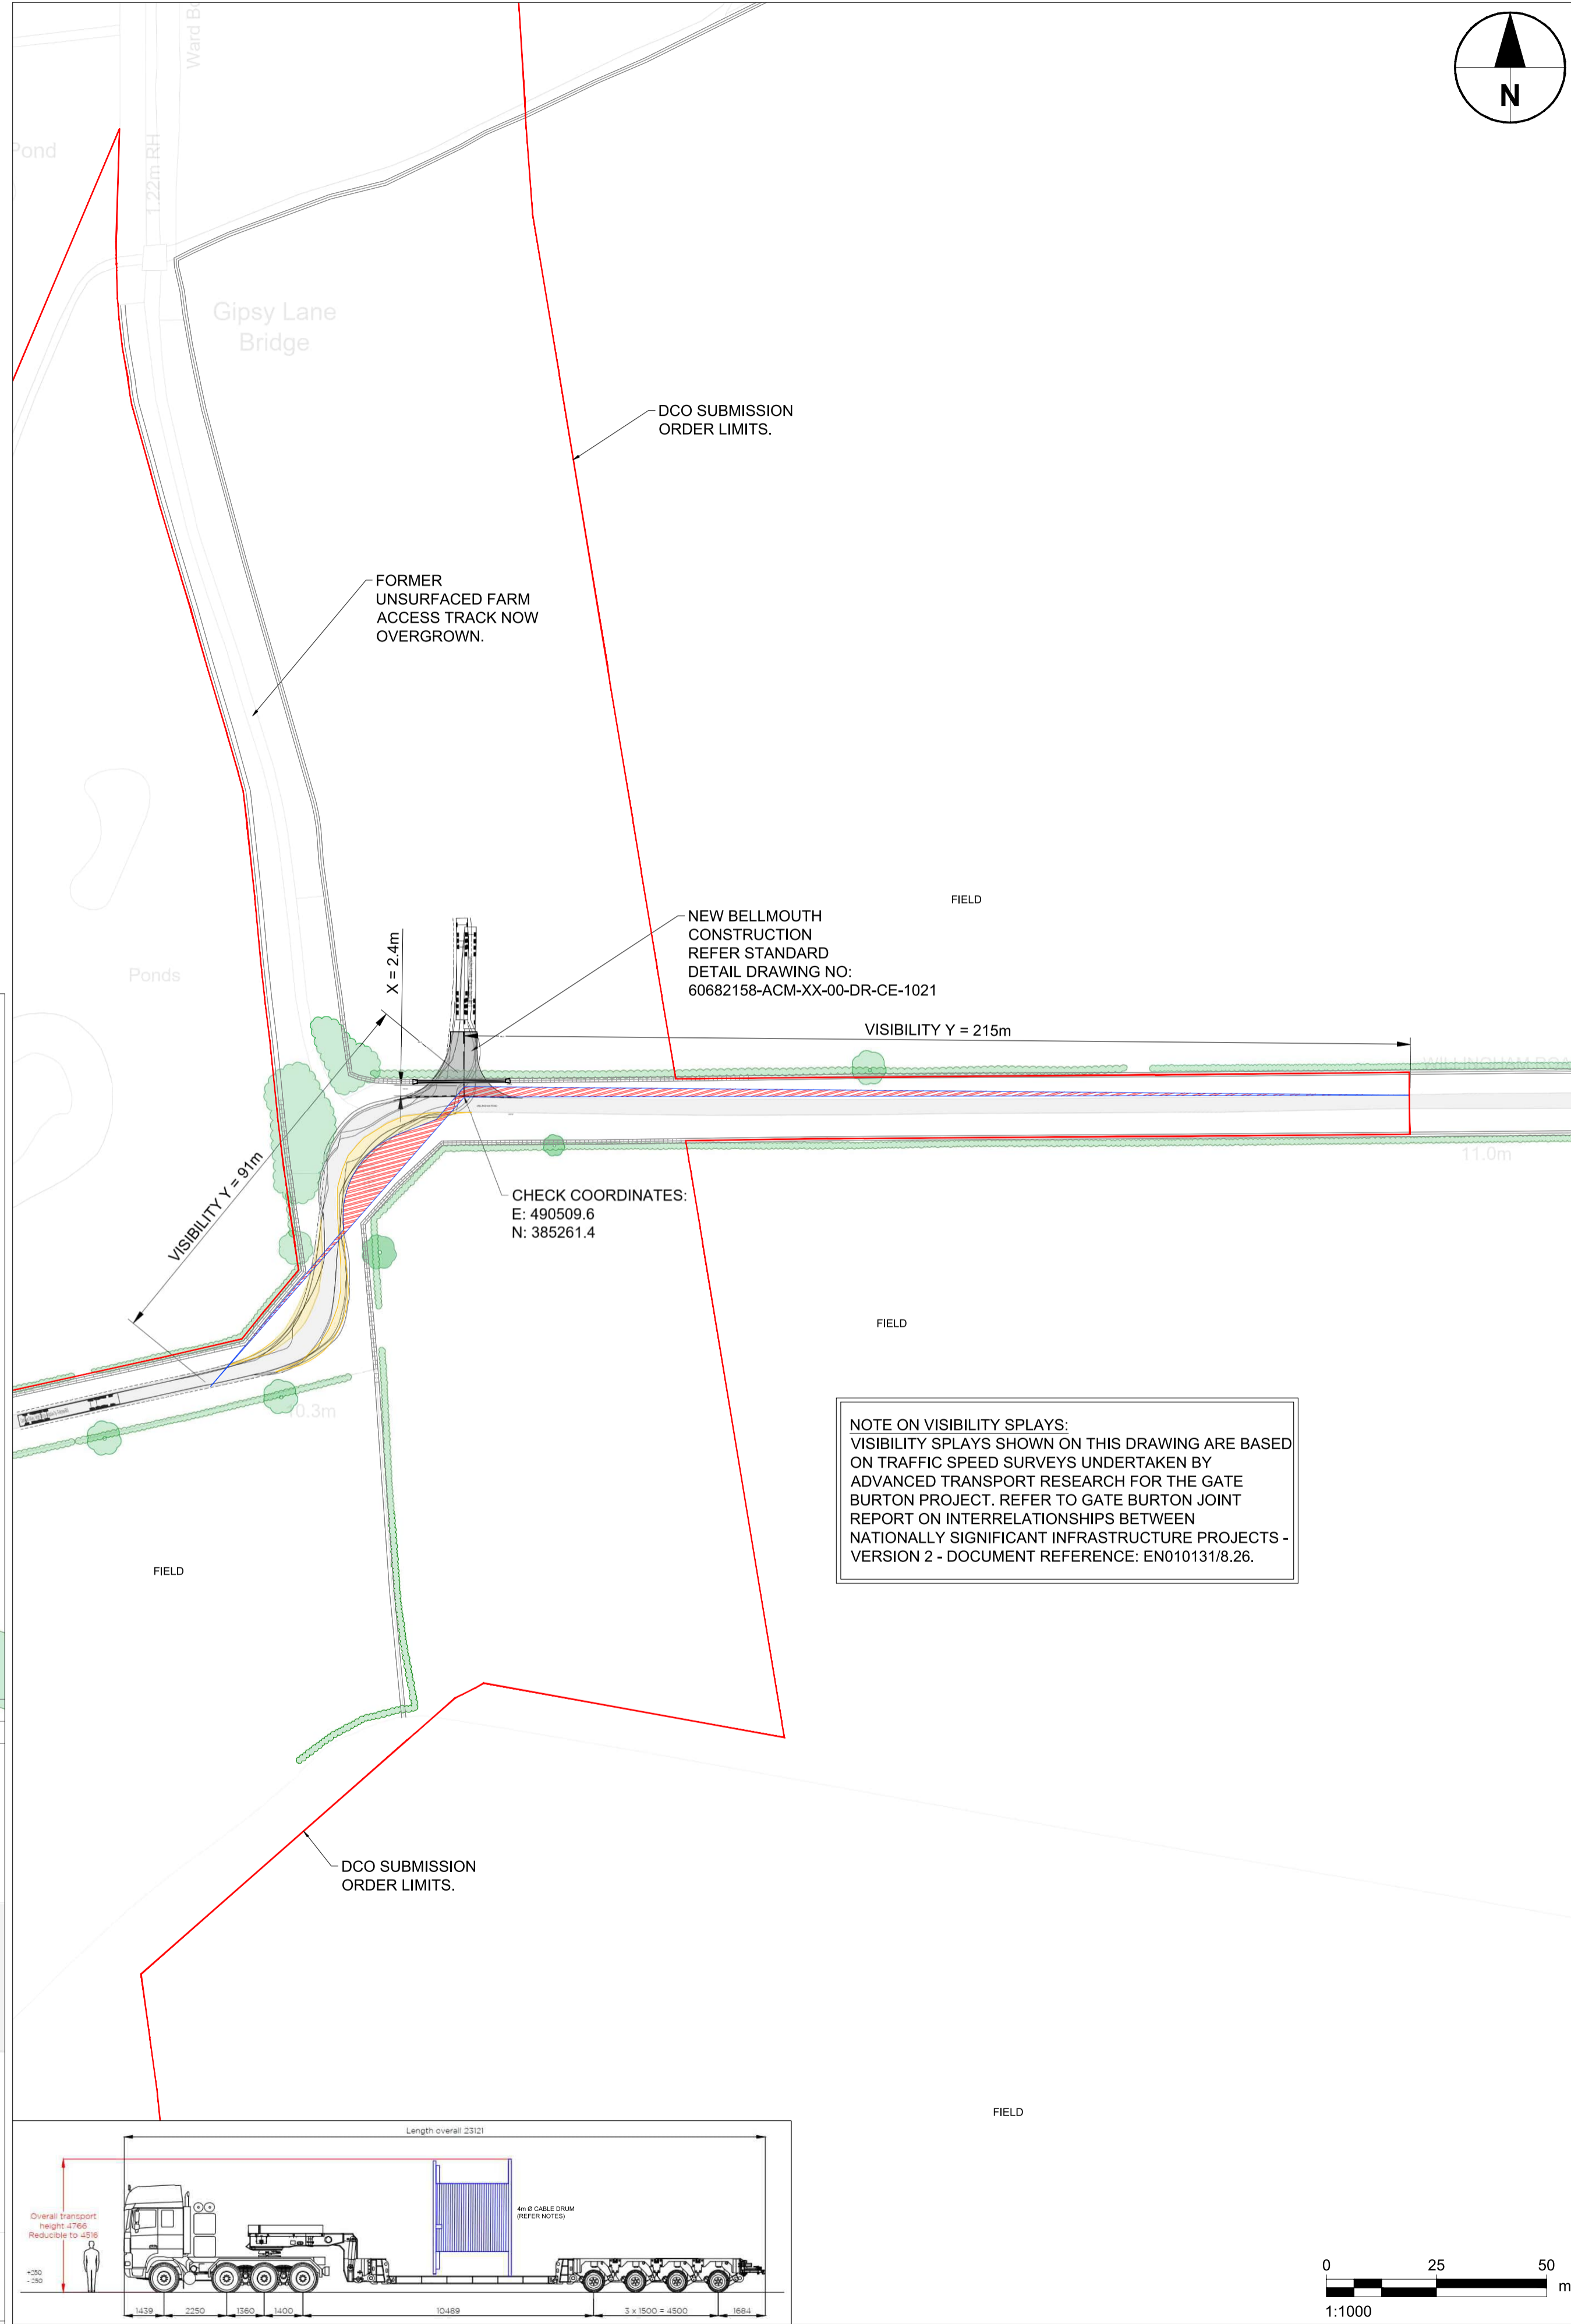 Ward Bo
N
Pond
1.22m RH
Gipsy Lane
Bridge
DCO SUBMISSION
ORDER LIMITS.
FORMER
UNSURFACED FARM
ACCESS TRACK NOW
OVERGROWN.
FIELD
NEW BELLMOUTH
CONSTRUCTION
REFER STANDARD
DETAIL DRAWING NO:
60682158-ACM-XX-00-DR-CE-1021
X = 2.4m
Ponds
VISIBILITY Y = 215m
WILLINGHAM ROA
11.0m
VISIBILITY Y = 91m
CHECK COORDINATES:
E: 490509.6
N: 385261.4
FIELD
10.3m
NOTE ON VISIBILITY SPLAYS:
VISIBILITY SPLAYS SHOWN ON THIS DRAWING ARE BASED
ON TRAFFIC SPEED SURVEYS UNDERTAKEN BY
ADVANCED TRANSPORT RESEARCH FOR THE GATE
BURTON PROJECT. REFER TO GATE BURTON JOINT
REPORT ON INTERRELATIONSHIPS BETWEEN
NATIONALLY SIGNIFICANT INFRASTRUCTURE PROJECTS -
VERSION 2 - DOCUMENT REFERENCE: EN010131/8.26.
FIELD
DCO SUBMISSION
ORDER LIMITS.
FIELD
Length overall 23121
4m Ø CABLE DRUM
(REFER NOTES)
Overall transport
height 4766
Reducible to 4516
+250
-250
1439 2250 1360 1400 10489 3 x 1500 = 4500 1684
0 25 50
m
1:1000